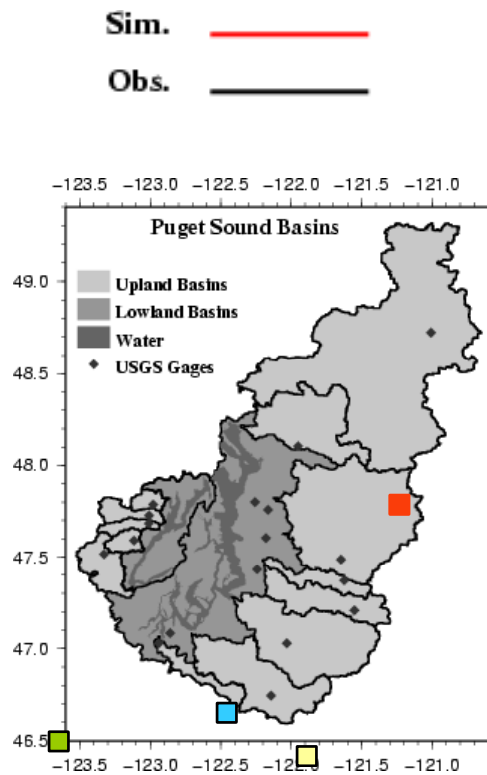 Sim.
Obs.
−123.5 −123.0 −122.5 −122.0 −121.5 −121.0
Puget Sound Basins
49.0
Upland Basins
Lowland Basins
Water
USGS Gages
48.5
48.0
47.5
47.0
46.5
−123.5 −123.0 −122.5 −122.0 −121.5 −121.0